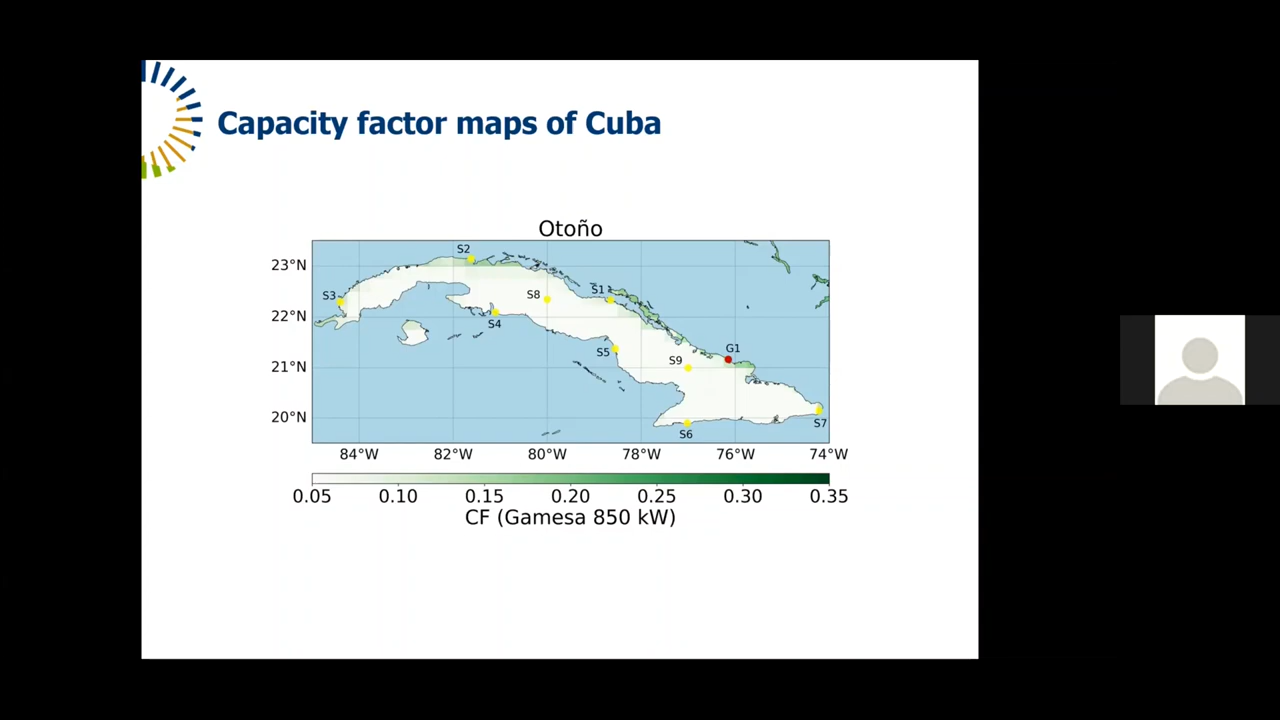 Capacity factor maps of Cuba
Otoño
23°N
22°N
21°N
20°N
S2
S3
S8
S1
S4
S5
G1
S9
S7
S6
84°W 82°W 80°W 78°W 76°W 74°W
0.05 0.10 0.15 0.20 0.25 0.30 0.35
CF (Gamesa 850 kW)